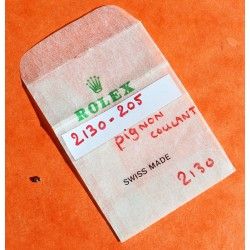 ROLEX
2130-205
pignon
coulant
SWISS MADE
2130